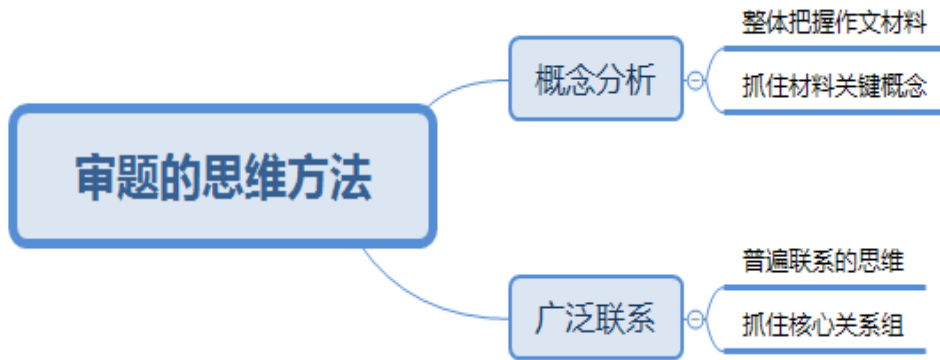 审题的思维方法
概念分析
整体把握作文材料
抓住材料关键概念
广泛联系
普遍联系的思维
抓住核心关系组